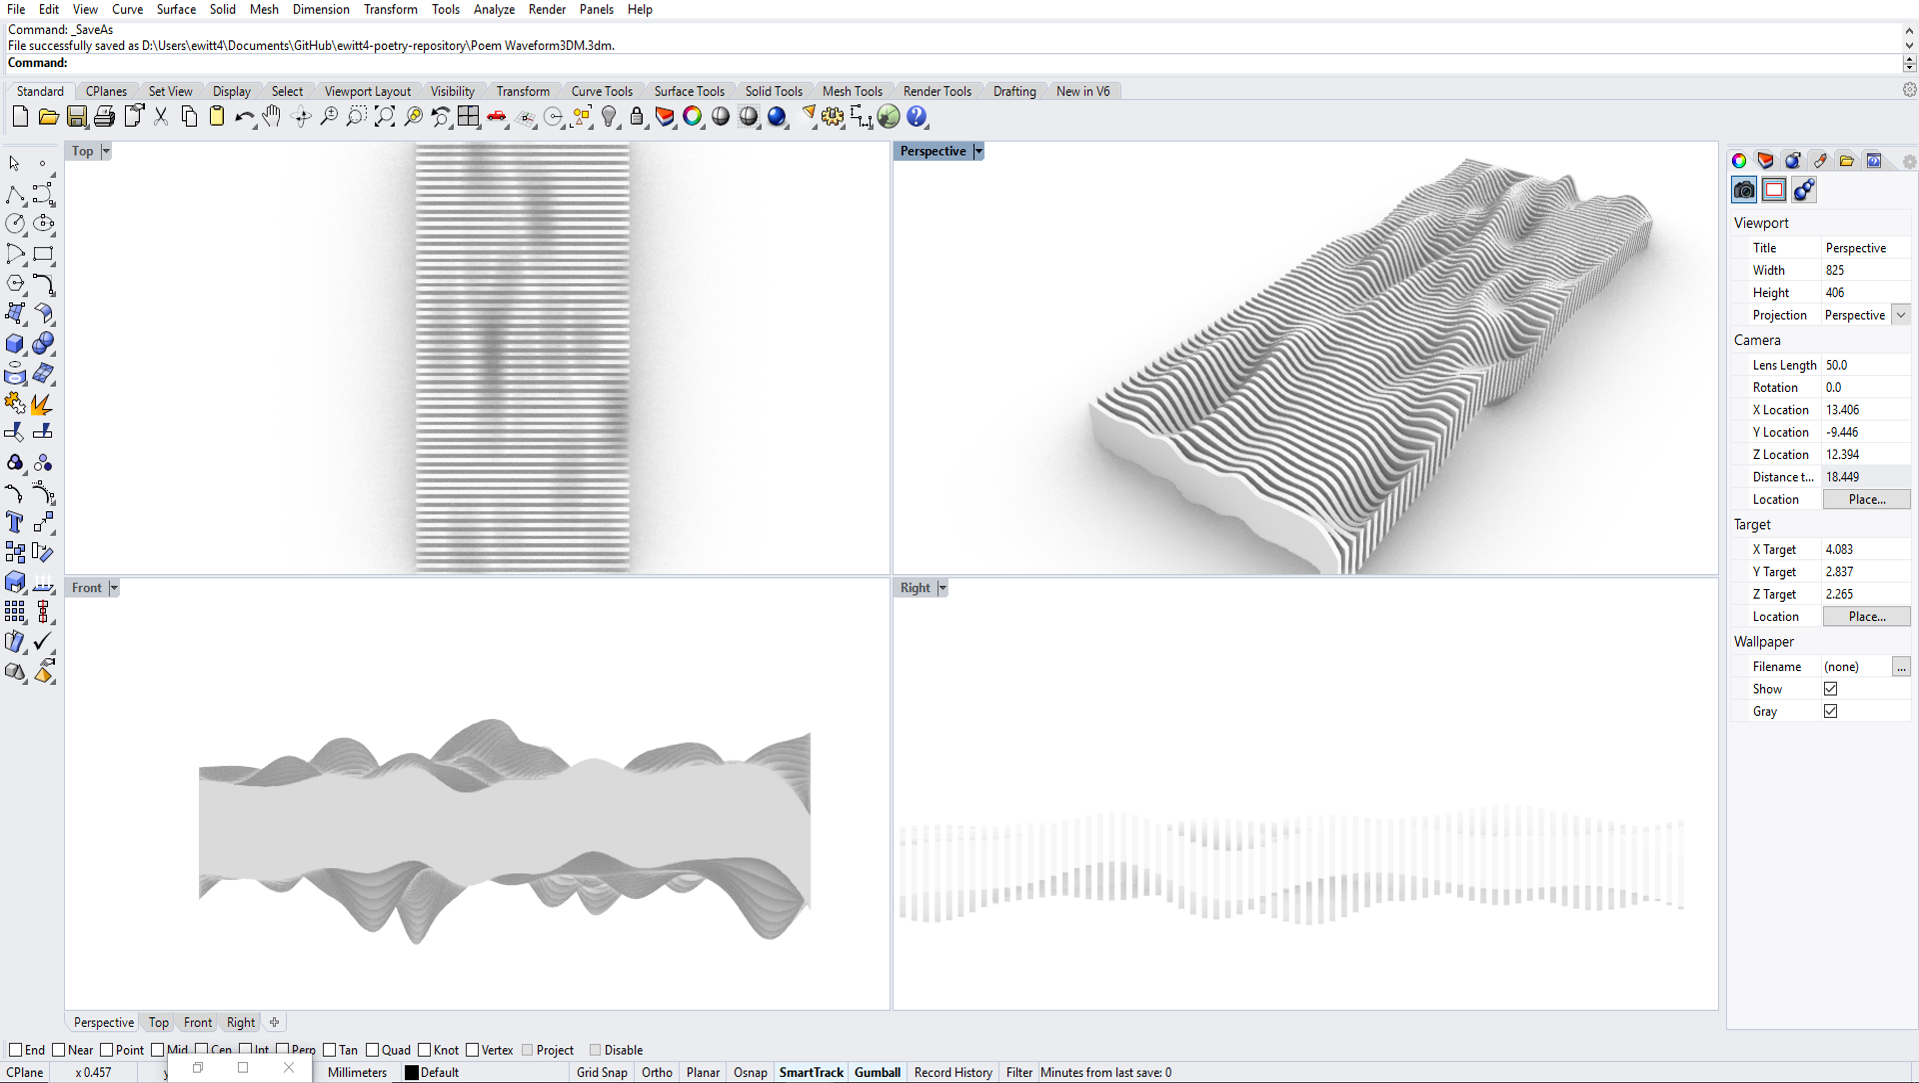 File Edit View Curve Surface Solid Mesh Dimension Transform Tools Analyze Render Panels Help
Command: _SaveAs
File successfully saved as D:\Users\ewitt4\Documents\GitHub\ewitt4-poetry-repository\Poem Waveform3DM.3dm.
Command:
Standard CPlanes Set View Display Select Viewport Layout Visibility Transform Curve Tools Surface Tools Solid Tools Mesh Tools Render Tools Drafting New in V6
Top
Perspective
Viewport
Title Perspective
Width 825
Height 406
Projection Perspective
Camera
Lens Length 50.0
Rotation 0.0
X Location 13.406
Y Location -9.446
Z Location 12.394
Distance t... 18.449
Location Place...
Target
X Target 4.083
Y Target 2.837
Z Target 2.265
Location Place...
Wallpaper
Filename (none) ...
Show
Gray
Front
Right
Perspective Top Front Right
End Near Point Mid Cen Int Perp Tan Quad Knot Vertex Project Disable
CPlane x 0.457 y Millimeters Default Grid Snap Ortho Planar Osnap SmartTrack Gumball Record History Filter Minutes from last save: 0